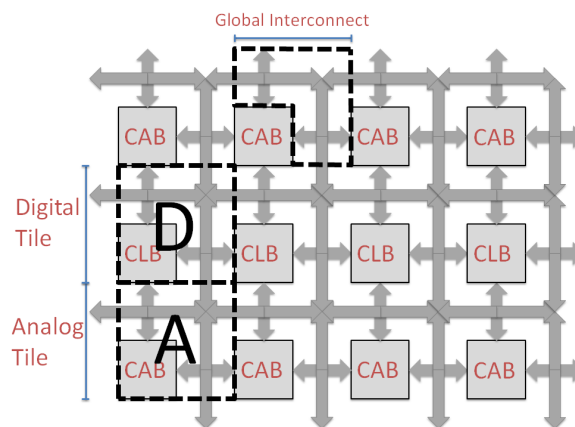 Global Interconnect
CAB CAB CAB CAB
Digital
Tile
D
CLB CLB CLB CLB
Analog
Tile
A
CAB CAB CAB CAB